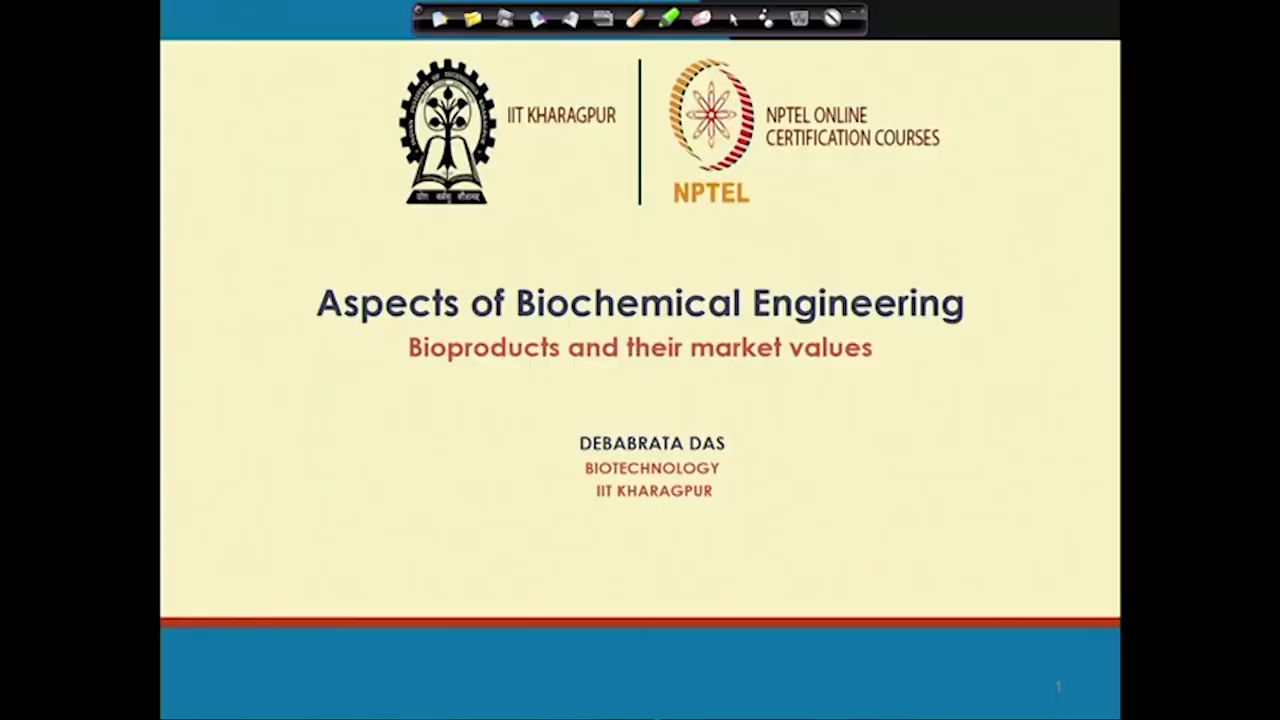 IIT KHARAGPUR
NPTEL ONLINE
CERTIFICATION COURSES
NPTEL
Aspects of Biochemical Engineering
Bioproducts and their market values
DEBABRATA DAS
BIOTECHNOLOGY
IIT KHARAGPUR
1